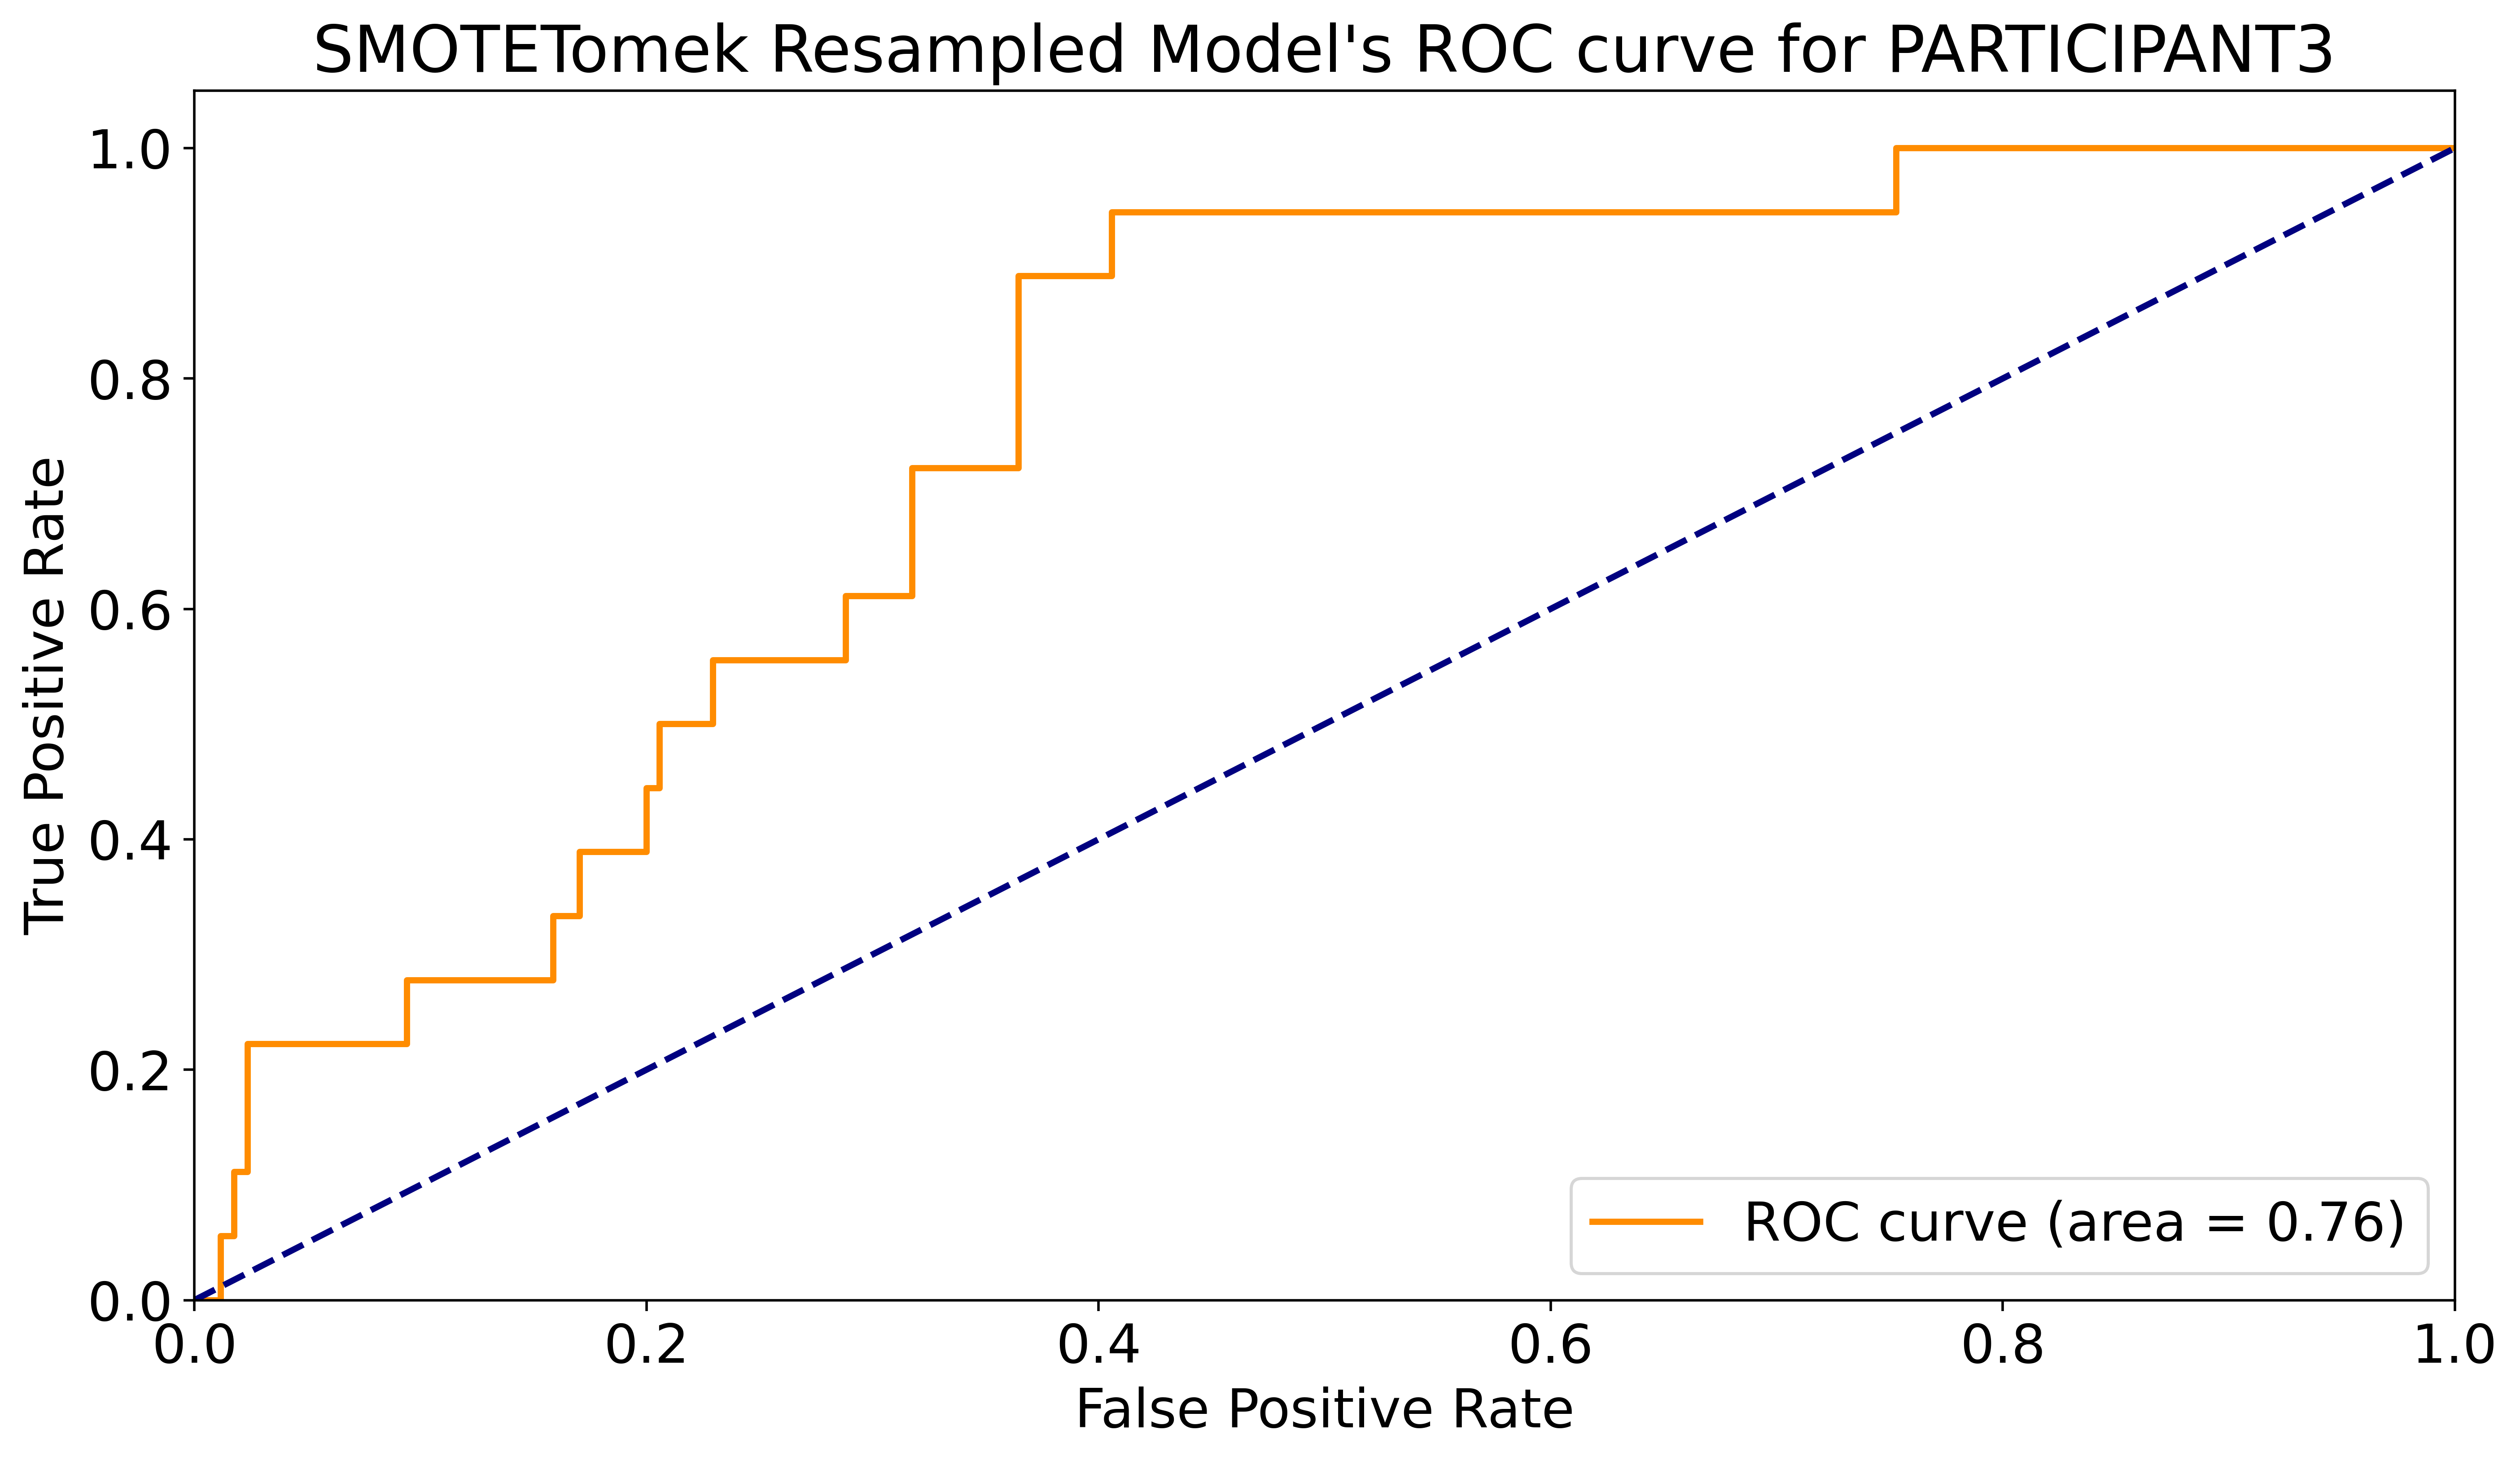 SMOTETomek Resampled Model's ROC curve for PARTICIPANT3
True Positive Rate
1.0
0.8
0.6
0.4
0.2
0.0
0.0 0.2 0.4 0.6 0.8 1.0
False Positive Rate
ROC curve (area = 0.76)